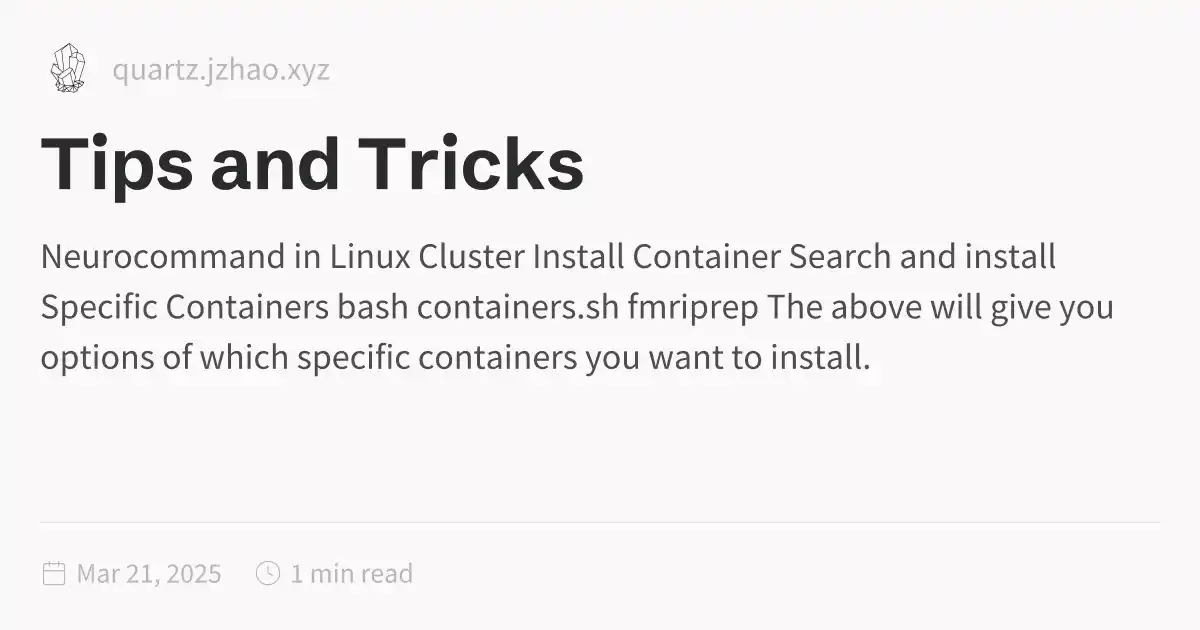 quartz.jzhao.xyz
Tips and Tricks
Neurocommand in Linux Cluster Install Container Search and install
Specific Containers bash containers.sh fmriprep The above will give you
options of which specific containers you want to install.
Mar 21, 2025 1 min read